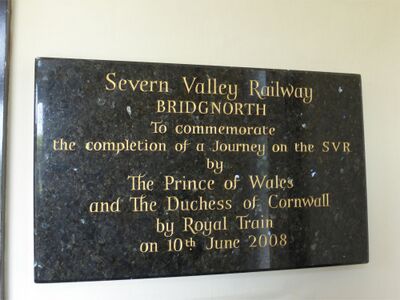 Severn Valley Railway
BRIDGNORTH
To commemorate
the completion of a Journey on the SVR
by
The Prince of Wales
and The Duchess of Cornwall
by Royal Train
on 10th June 2008